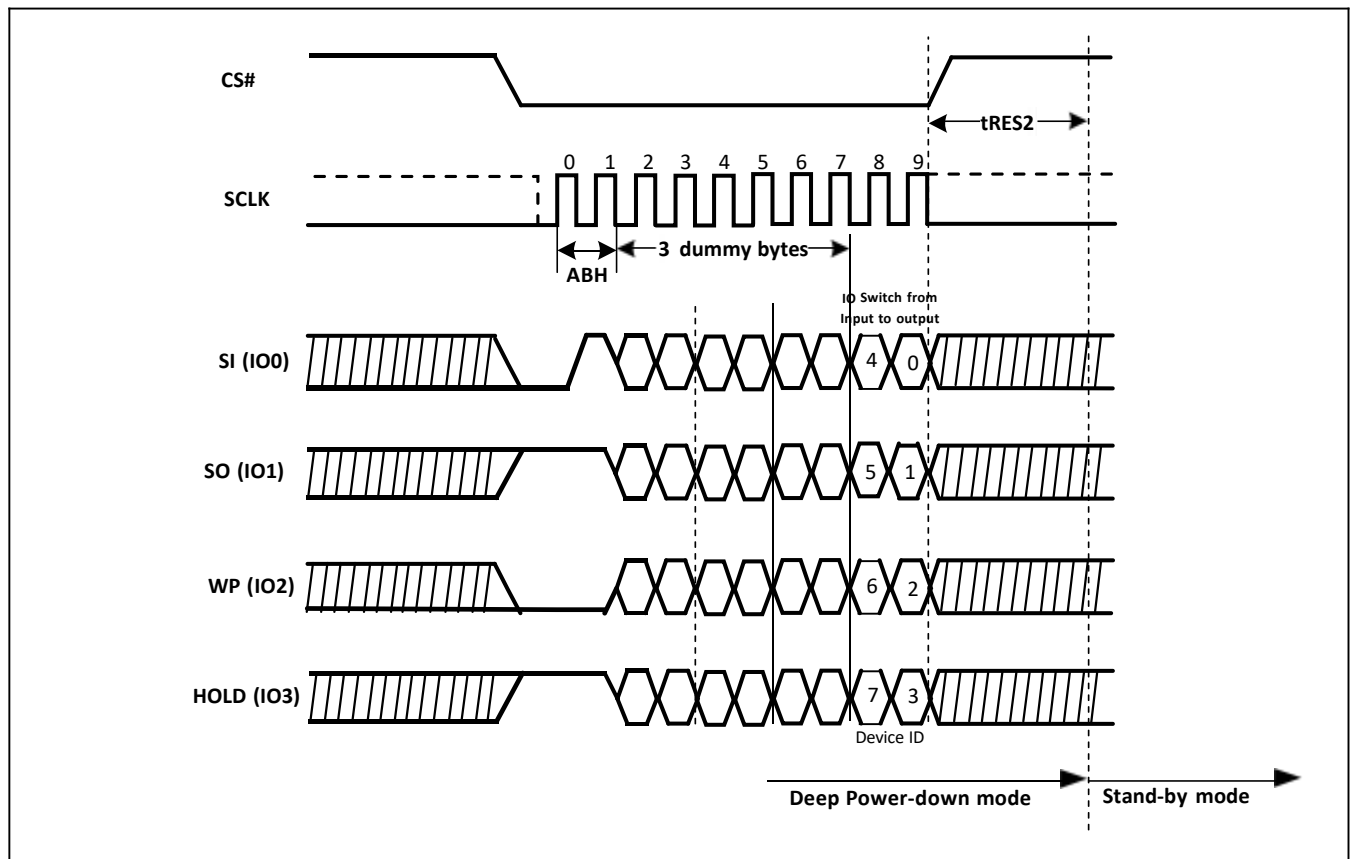 CS#
tRES2
0 1 2 3 4 5 6 7 8 9
SCLK
3 dummy bytes
ABH
IO Switch from
Input to output
SI (IO0)
4 0
SO (IO1)
5 1
WP (IO2)
6 2
HOLD (IO3)
7 3
Device ID
Deep Power-down mode
Stand-by mode